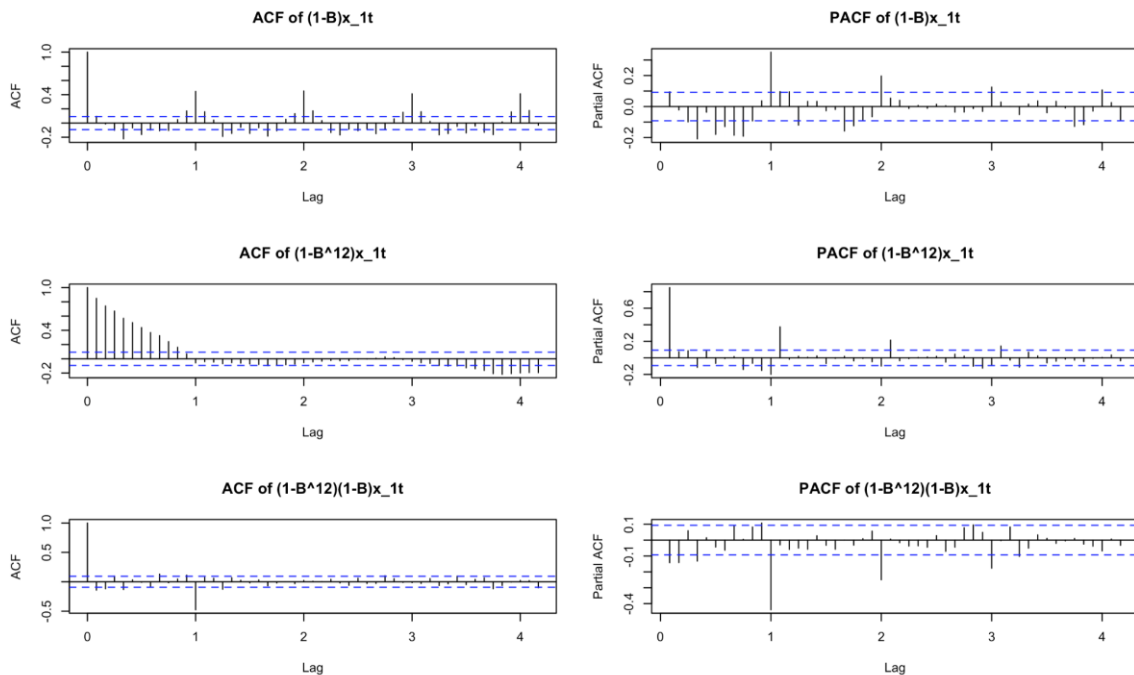 ACF of (1-B)x_1t
ACF
1.0
0.4
-0.2
0 1 2 3 4
Lag
PACF of (1-B)x_1t
Partial ACF
0.2
0.0
-0.2
0 1 2 3 4
Lag
ACF of (1-B^12)x_1t
ACF
1.0
0.4
-0.2
0 1 2 3 4
Lag
PACF of (1-B^12)x_1t
Partial ACF
0.6
0.2
-0.2
0 1 2 3 4
Lag
ACF of (1-B^12)(1-B)x_1t
ACF
1.0
0.5
-0.5
0 1 2 3 4
Lag
PACF of (1-B^12)(1-B)x_1t
Partial ACF
0.1
-0.1
-0.4
0 1 2 3 4
Lag